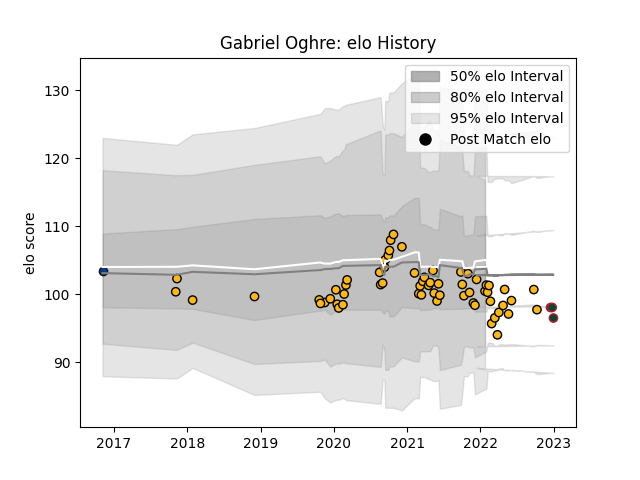 Gabriel Oghre: elo History
50% elo Interval
80% elo Interval
95% elo Interval
Post Match elo
elo score
130
120
110
100
90
2017 2018 2019 2020 2021 2022 2023